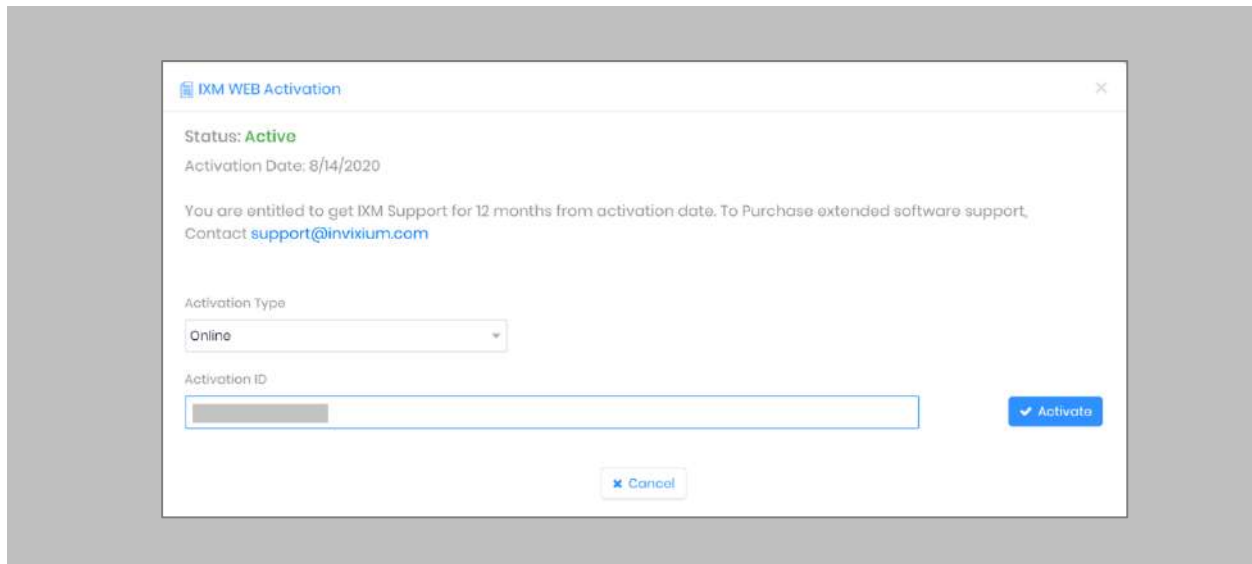 IXM WEB Activation
Status: Active
Activation Date: 8/14/2020
You are entitled to get IXM Support for 12 months from activation date. To Purchase extended software support,
Contact support@invixium.com
Activation Type
Online
Activation ID
Activate
Cancel